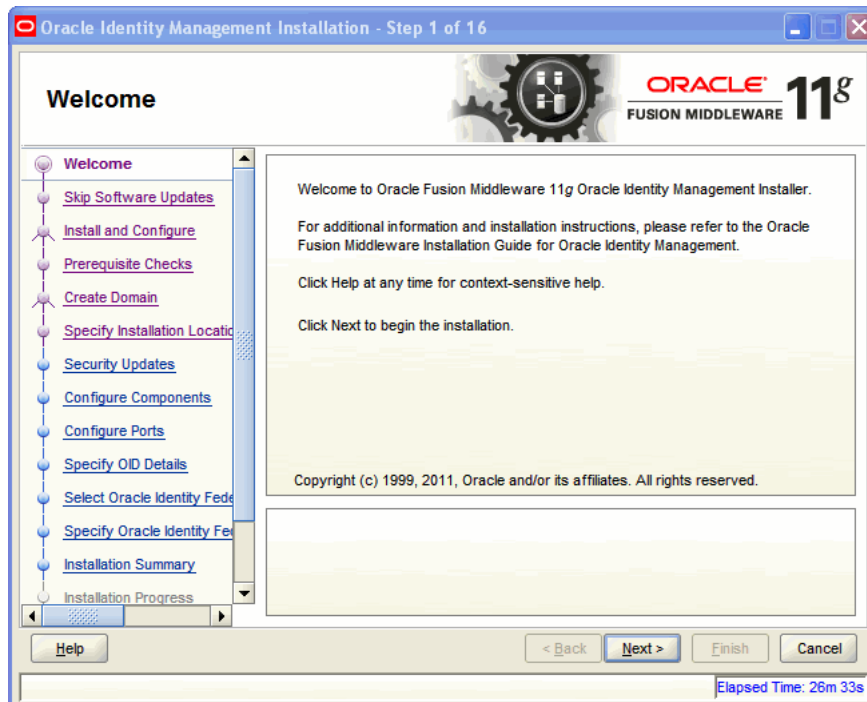 Oracle Identity Management Installation - Step 1 of 16
Welcome
ORACLE
FUSION MIDDLEWARE 11g
Welcome
Skip Software Updates
Install and Configure
Prerequisite Checks
Create Domain
Specify Installation Locatio
Security Updates
Configure Components
Configure Ports
Specify OID Details
Select Oracle Identity Fede
Specify Oracle Identity Fed
Installation Summary
Installation Progress
Welcome to Oracle Fusion Middleware 11g Oracle Identity Management Installer.
For additional information and installation instructions, please refer to the Oracle
Fusion Middleware Installation Guide for Oracle Identity Management.
Click Help at any time for context-sensitive help.
Click Next to begin the installation.
Copyright (c) 1999, 2011, Oracle and/or its affiliates. All rights reserved.
Help
< Back
Next >
Finish
Cancel
Elapsed Time: 26m 33s